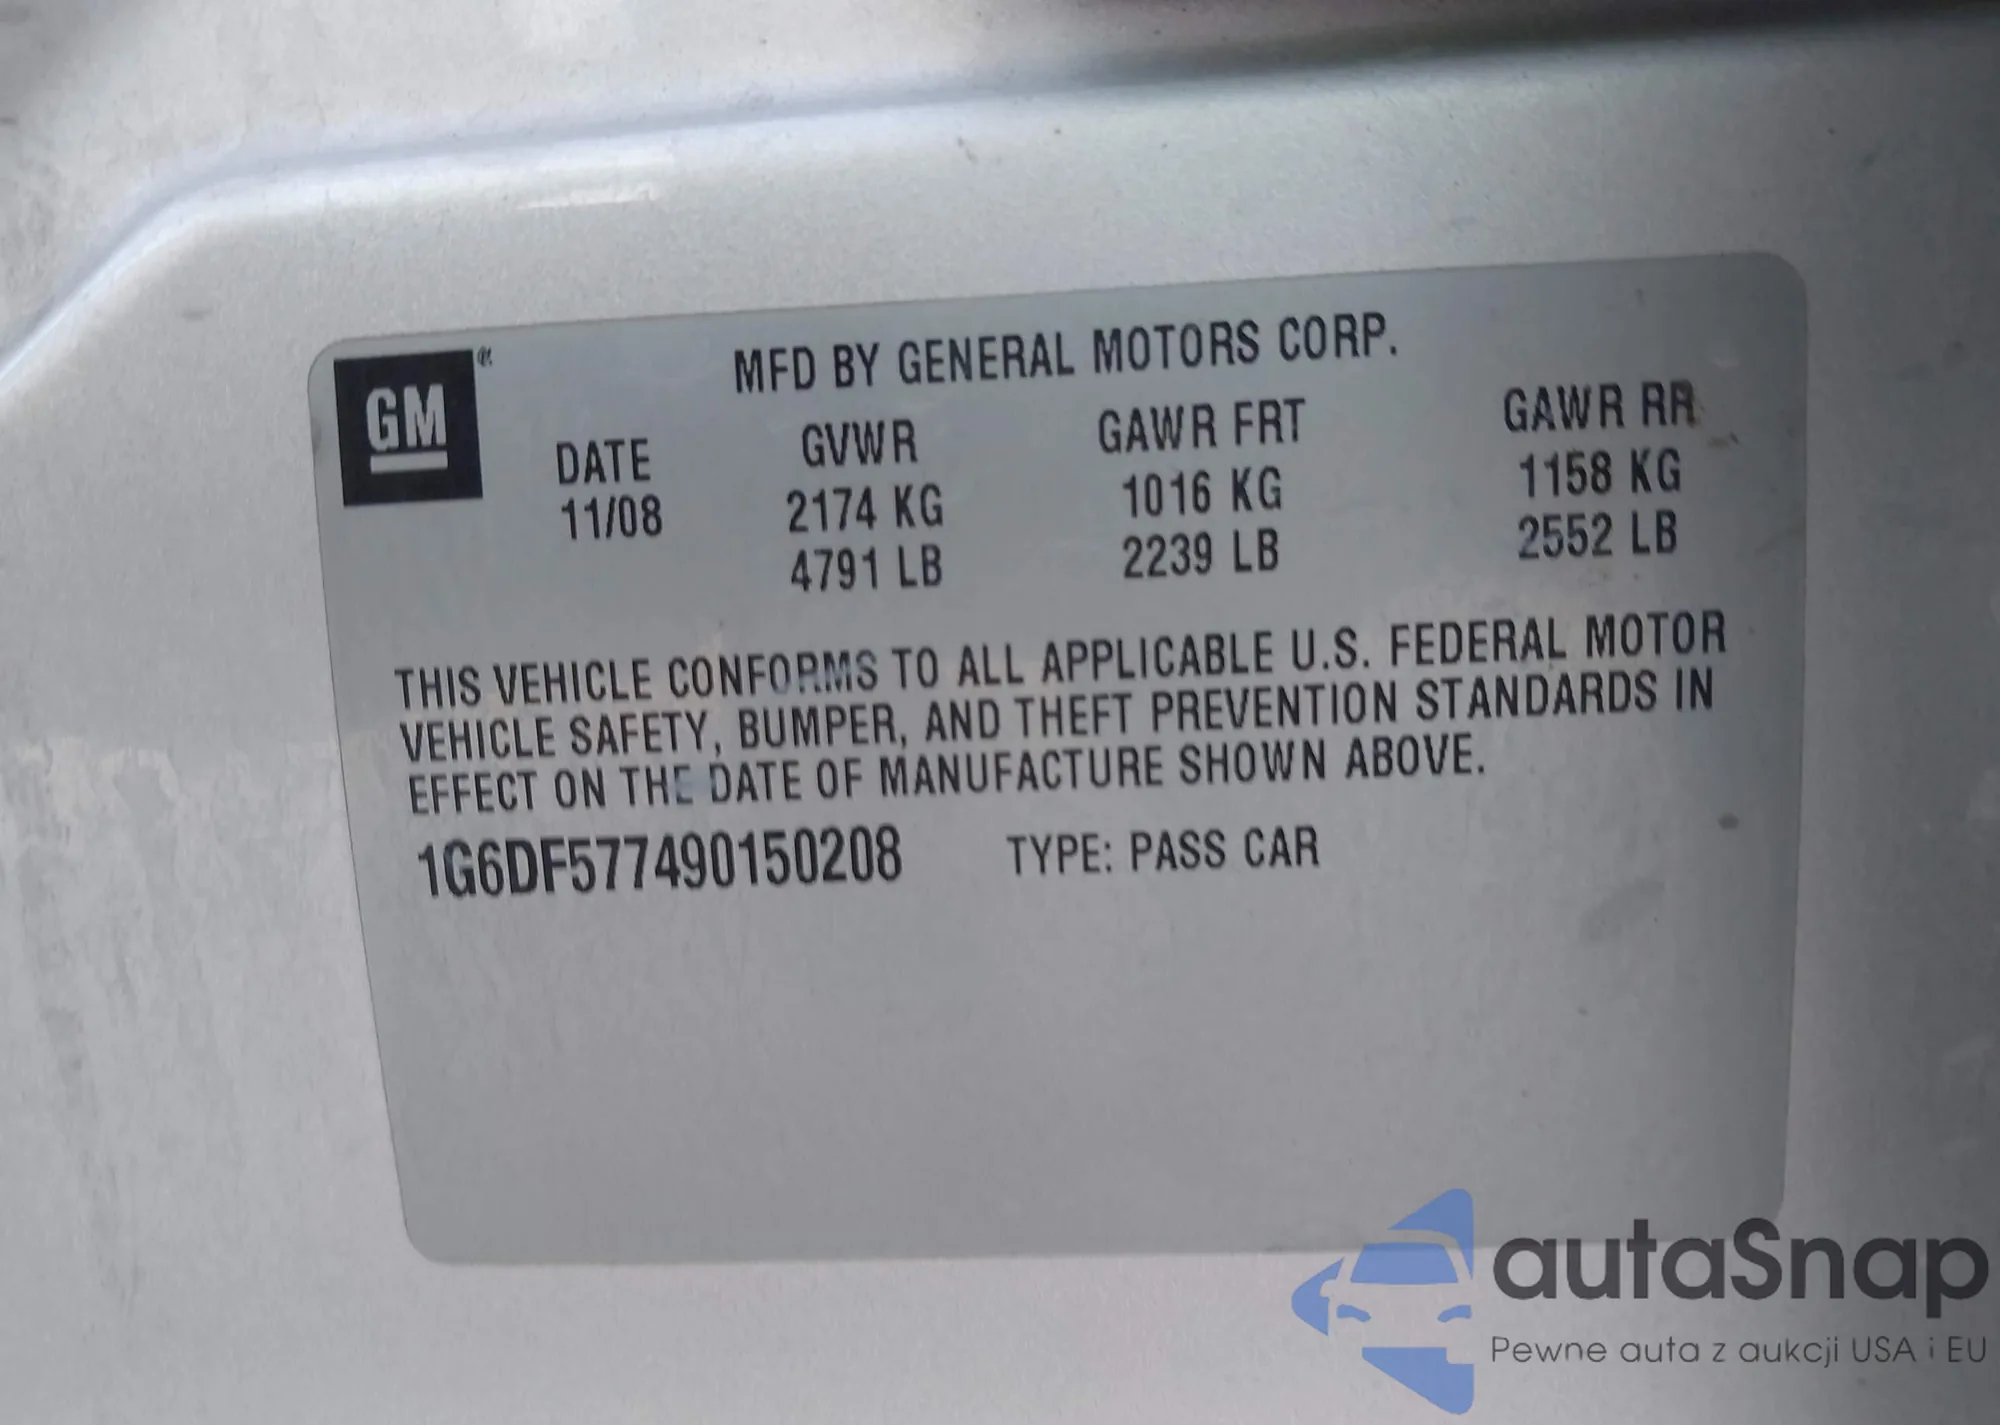 GM
MFD BY GENERAL MOTORS CORP.
DATE GVWR GAWR FRT GAWR RR
11/08 2174 KG 1016 KG 1158 KG
4791 LB 2239 LB 2552 LB
THIS VEHICLE CONFORMS TO ALL APPLICABLE U.S. FEDERAL MOTOR
VEHICLE SAFETY, BUMPER, AND THEFT PREVENTION STANDARDS IN
EFFECT ON THE DATE OF MANUFACTURE SHOWN ABOVE.
1G6DF577490150208 TYPE: PASS CAR
autaSnap
Pewne auta z aukcji USA i EU